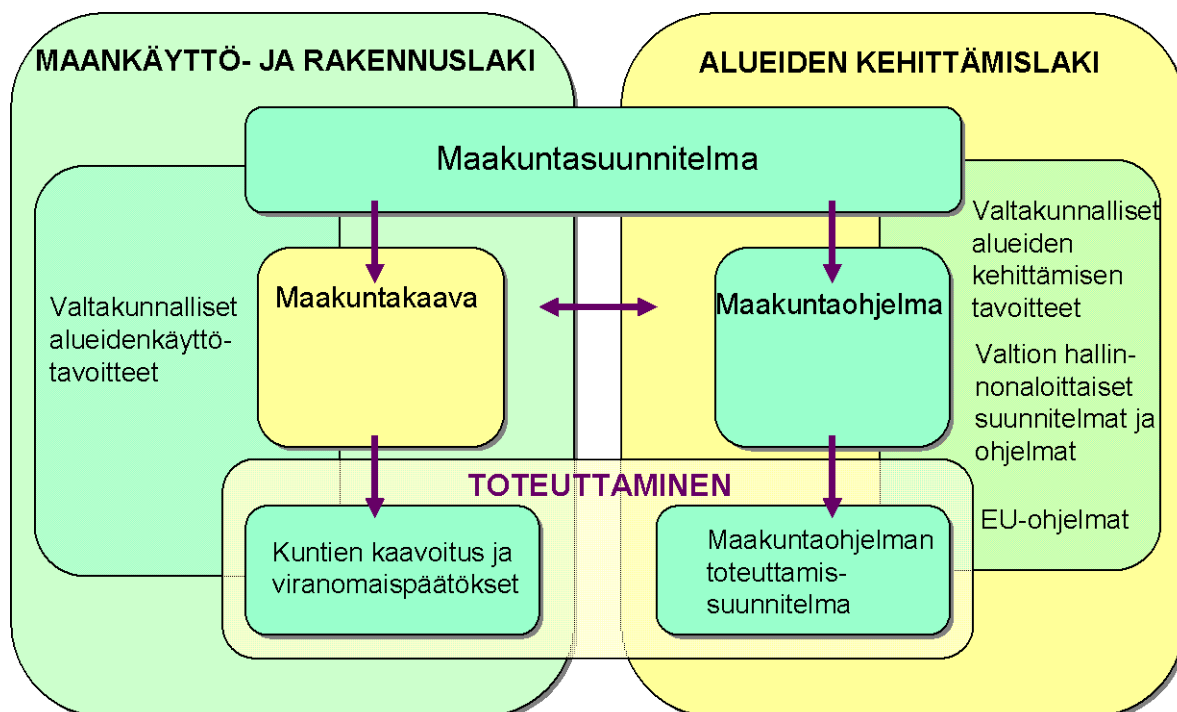 MAANKÄYTTÖ- JA RAKENNUSLAKI
ALUEIDEN KEHITTÄMISLAKI
Maakuntasuunnitelma
Valtakunnalliset
alueidenkäyttö-
tavoitteet
Maakuntakaava
Maakuntaohjelma
Valtakunnalliset
alueiden
kehittämisen
tavoitteet
Valtion hallin-
nonaloittaiset
suunnitelmat ja
ohjelmat
EU-ohjelmat
TOTEUTTAMINEN
Kuntien kaavoitus ja
viranomaispäätökset
Maakuntaohjelman
toteuttamis-
suunnitelma